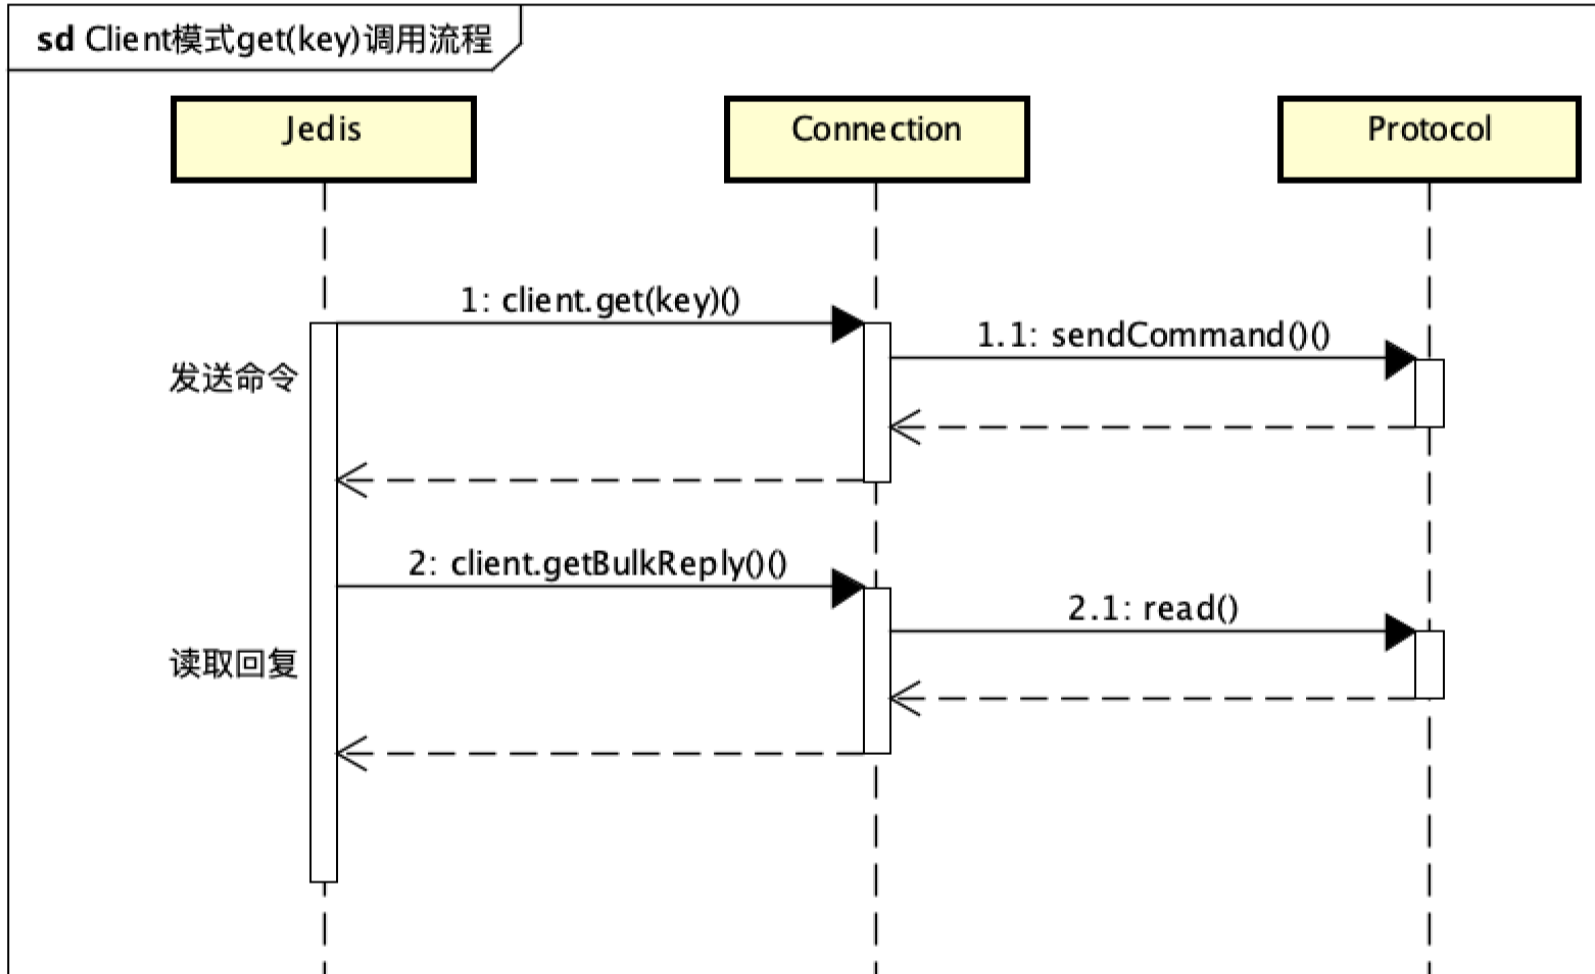 sd Client模式get(key)调用流程
Jedis
Connection
Protocol
1: client.get(key)()
1.1: sendCommand()()
发送命令
2: client.getBulkReply()()
2.1: read()
读取回复